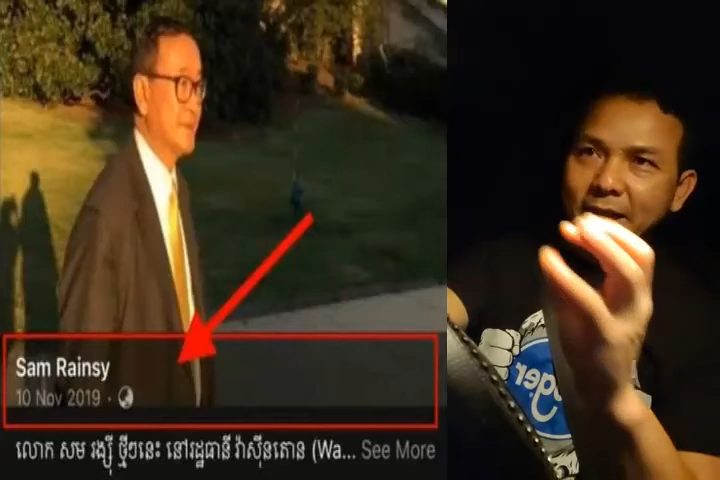 Sam Rainsy
10 Nov 2019 ·
លោក សម រង្ស៊ី ថ្មីៗនេះ នៅរដ្ឋធានី វ៉ាស៊ីនតោន (Wa... See More